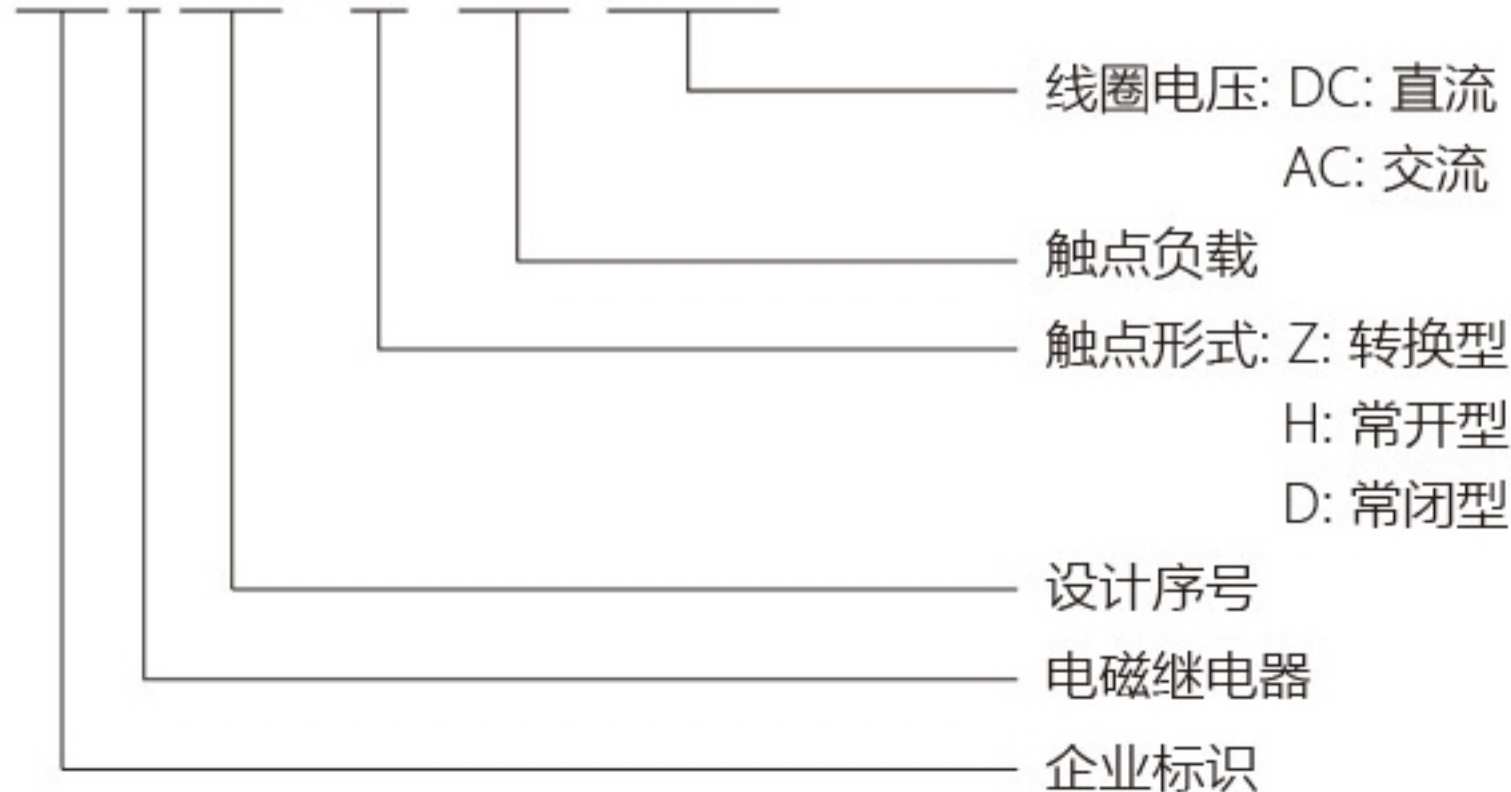 线圈电压: DC: 直流
AC: 交流
触点负载
触点形式: Z: 转换型
H: 常开型
D: 常闭型
设计序号
电磁继电器
企业标识